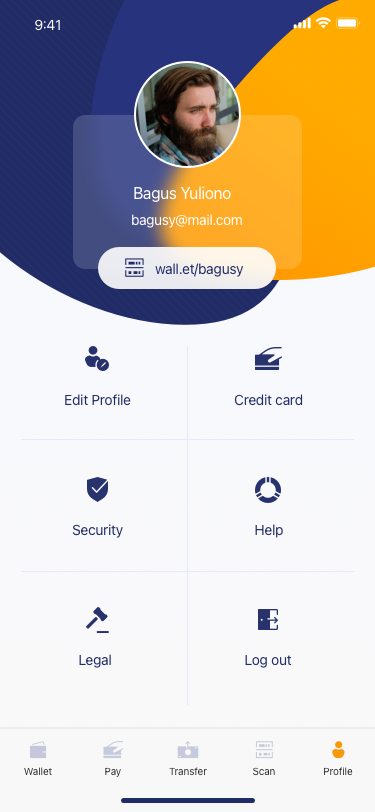 9:41
Bagus Yuliono
bagusy@mail.com
wall.et/bagusy
Edit Profile
Credit card
Security
Help
Legal
Log out
Wallet
Pay
Transfer
Scan
Profile